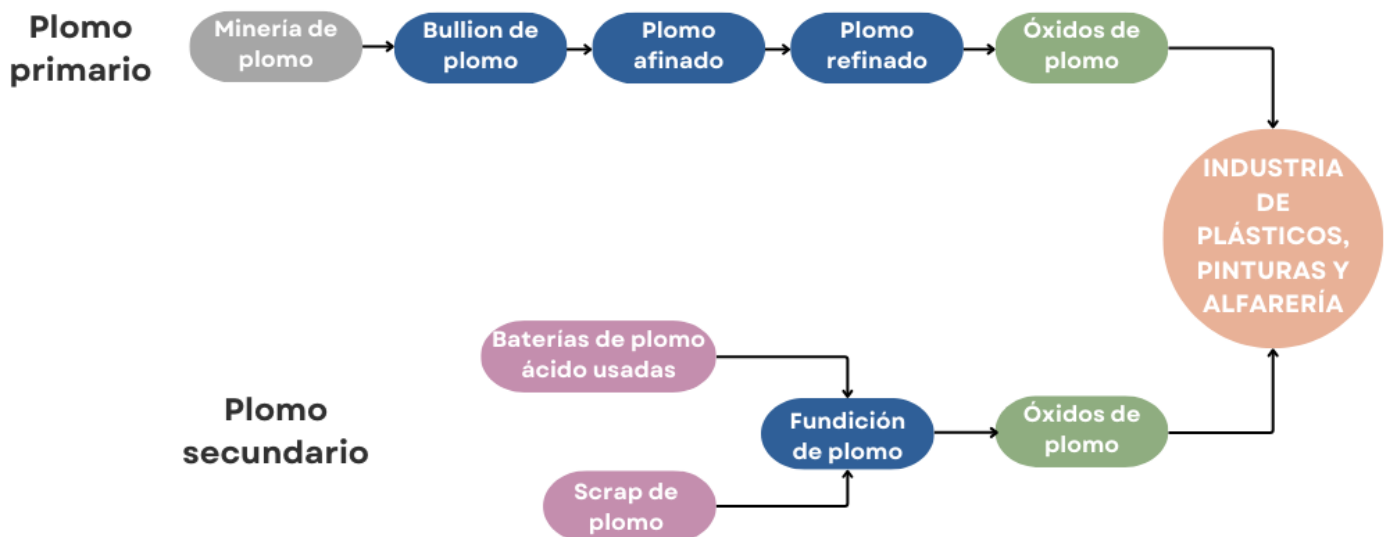 Plomo
primario
Minería de
plomo
Bullion de
plomo
Plomo
afinado
Plomo
refinado
Óxidos de
plomo
INDUSTRIA
DE
PLÁSTICOS,
PINTURAS Y
ALFARERÍA
Plomo
secundario
Baterías de plomo
ácido usadas
Scrap de
plomo
Fundición
de plomo
Óxidos de
plomo